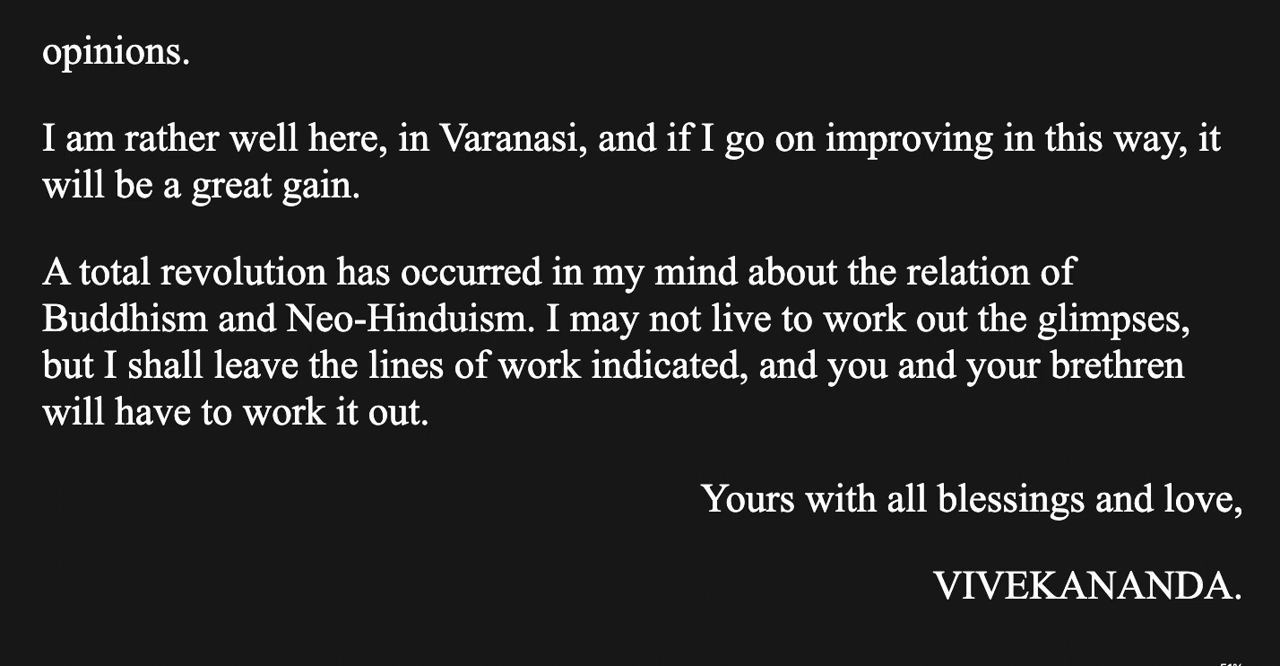 opinions.
I am rather well here, in Varanasi, and if I go on improving in this way, it
will be a great gain.
A total revolution has occurred in my mind about the relation of
Buddhism and Neo-Hinduism. I may not live to work out the glimpses,
but I shall leave the lines of work indicated, and you and your brethren
will have to work it out.
Yours with all blessings and love,
VIVEKANANDA.